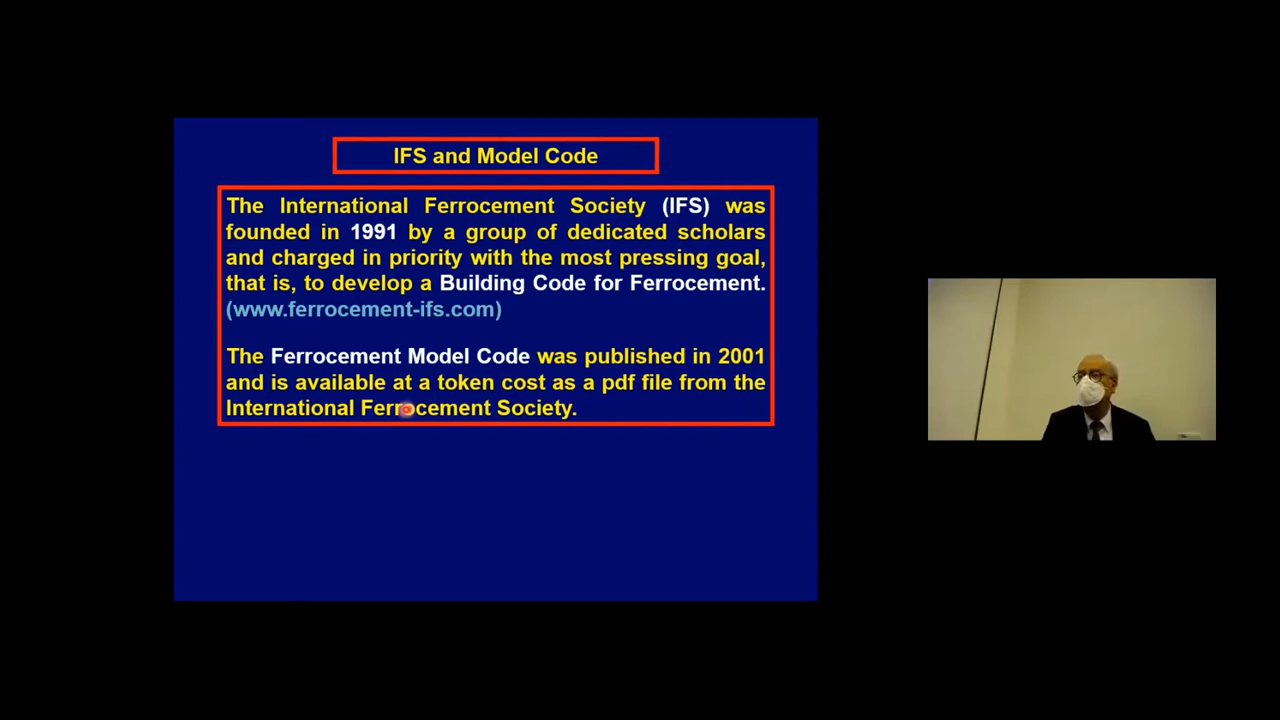 IFS and Model Code
The International Ferrocement Society (IFS) was
founded in 1991 by a group of dedicated scholars
and charged in priority with the most pressing goal,
that is, to develop a Building Code for Ferrocement.
(www.ferrocement-ifs.com)
The Ferrocement Model Code was published in 2001
and is available at a token cost as a pdf file from the
International Ferrocement Society.